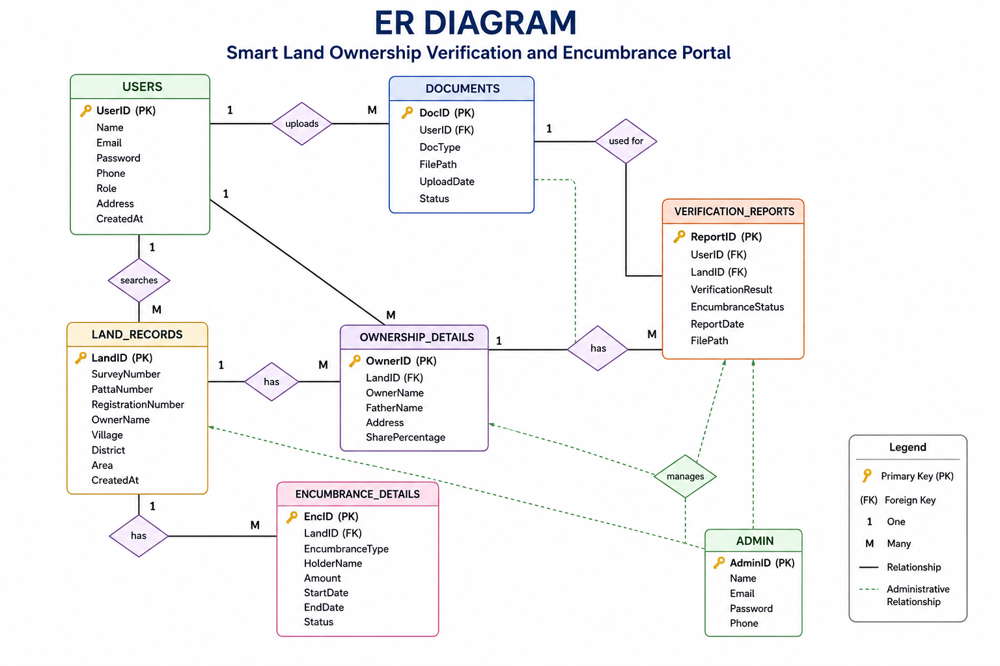 ER DIAGRAM
Smart Land Ownership Verification and Encumbrance Portal
USERS
UserID (PK)
Name
Email
Password
Phone
Role
Address
CreatedAt
1
uploads
M
DOCUMENTS
DocID (PK)
UserID (FK)
DocType
FilePath
UploadDate
Status
1
used for
VERIFICATION_REPORTS
ReportID (PK)
UserID (FK)
LandID (FK)
VerificationResult
EncumbranceStatus
ReportDate
FilePath
1
M
1
searches
M
LAND_RECORDS
LandID (PK)
SurveyNumber
PattaNumber
RegistrationNumber
OwnerName
Village
District
Area
CreatedAt
1
has
M
OWNERSHIP_DETAILS
OwnerID (PK)
LandID (FK)
OwnerName
FatherName
Address
SharePercentage
1
has
M
1
has
M
ENCUMBRANCE_DETAILS
EncID (PK)
LandID (FK)
EncumbranceType
HolderName
Amount
StartDate
EndDate
Status
manages
ADMIN
AdminID (PK)
Name
Email
Password
Phone
Legend
Primary Key (PK)
(FK) Foreign Key
1 One
M Many
Relationship
Administrative
Relationship